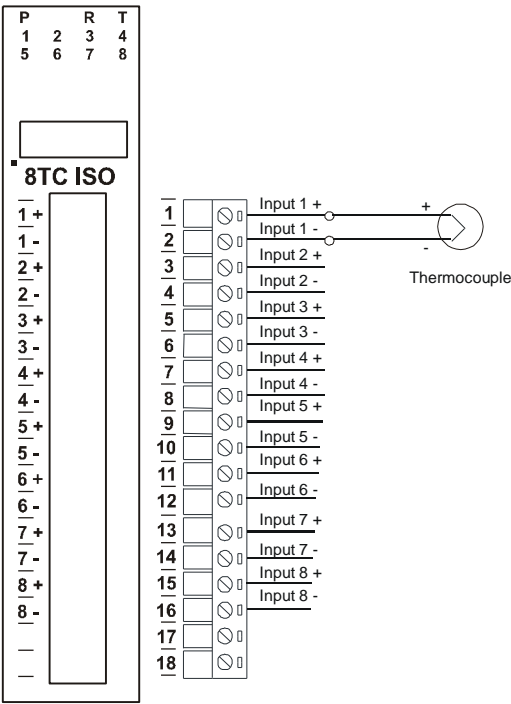 P R T
1 2 3 4
5 6 7 8
8TC ISO
1 +
1 -
2 +
2 -
3 +
3 -
4 +
4 -
5 +
5 -
6 +
6 -
7 +
7 -
8 +
8 -
1 Input 1 + +
2 Input 1 - -
3 Input 2 +
4 Input 2 -
5 Input 3 +
6 Input 3 -
7 Input 4 +
8 Input 4 -
9 Input 5 +
10 Input 5 -
11 Input 6 +
12 Input 6 -
13 Input 7 +
14 Input 7 -
15 Input 8 +
16 Input 8 -
17
18
Thermocouple